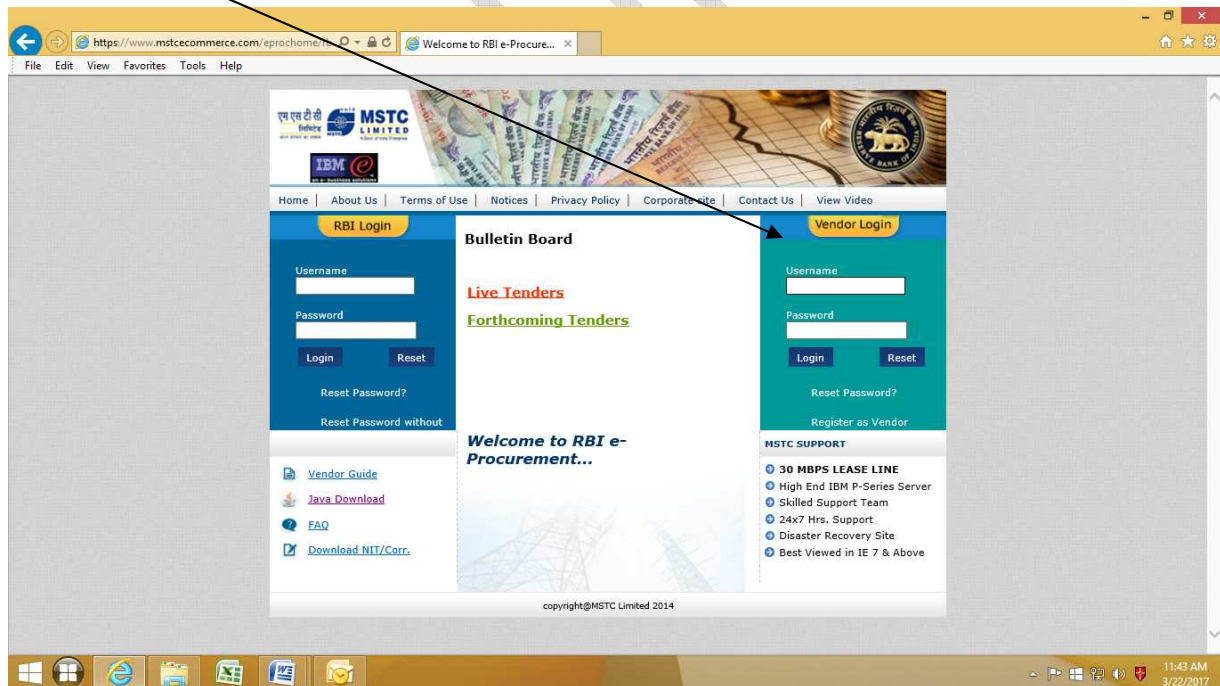 https://www.mstcecommerce.com/eprochome/rb
Welcome to RBI e-Procure...
File Edit View Favorites Tools Help
एम एस टी सी
लिमिटेड
MSTC
LIMITED
IBM
RESERVE BANK OF INDIA
Home | About Us | Terms of Use | Notices | Privacy Policy | Corporate site | Contact Us | View Video
RBI Login
Username
Password
Login Reset
Reset Password?
Reset Password without
Bulletin Board
Live Tenders
Forthcoming Tenders
Welcome to RBI e-
Procurement...
Vendor Login
Username
Password
Login Reset
Reset Password?
Register as Vendor
Vendor Guide
Java Download
FAQ
Download NIT/Corr.
MSTC SUPPORT
30 MBPS LEASE LINE
High End IBM P-Series Server
Skilled Support Team
24x7 Hrs. Support
Disaster Recovery Site
Best Viewed in IE 7 & Above
copyright@MSTC Limited 2014
11:43 AM
3/22/2017